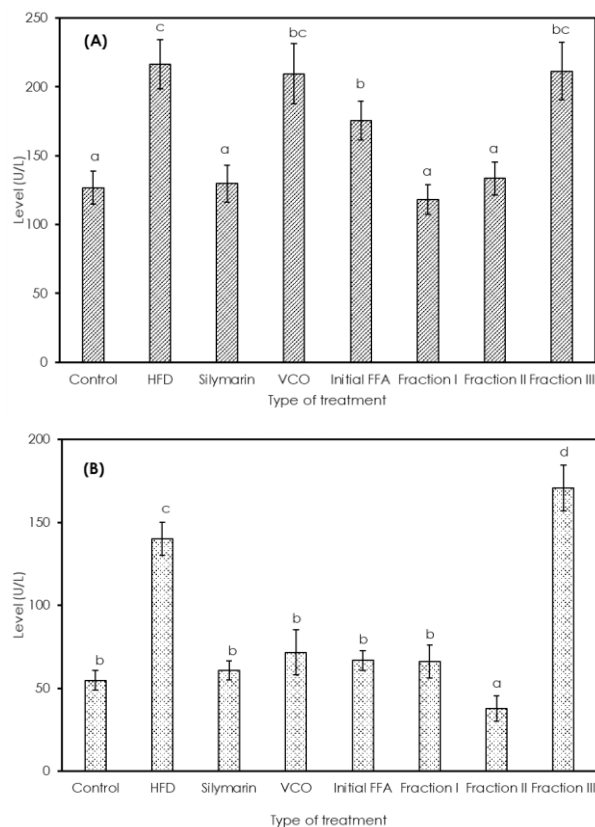 (A)
Level (U/L)
250
200
150
100
50
0
a
c
a
bc
b
a
a
bc
Control HFD Silymarin VCO Initial FFA Fraction I Fraction II Fraction III
Type of treatment
(B)
Level (U/L)
200
150
100
50
0
b
c
b
b
b
b
a
d
Control HFD Silymarin VCO Initial FFA Fraction I Fraction II Fraction III
Type of treatment